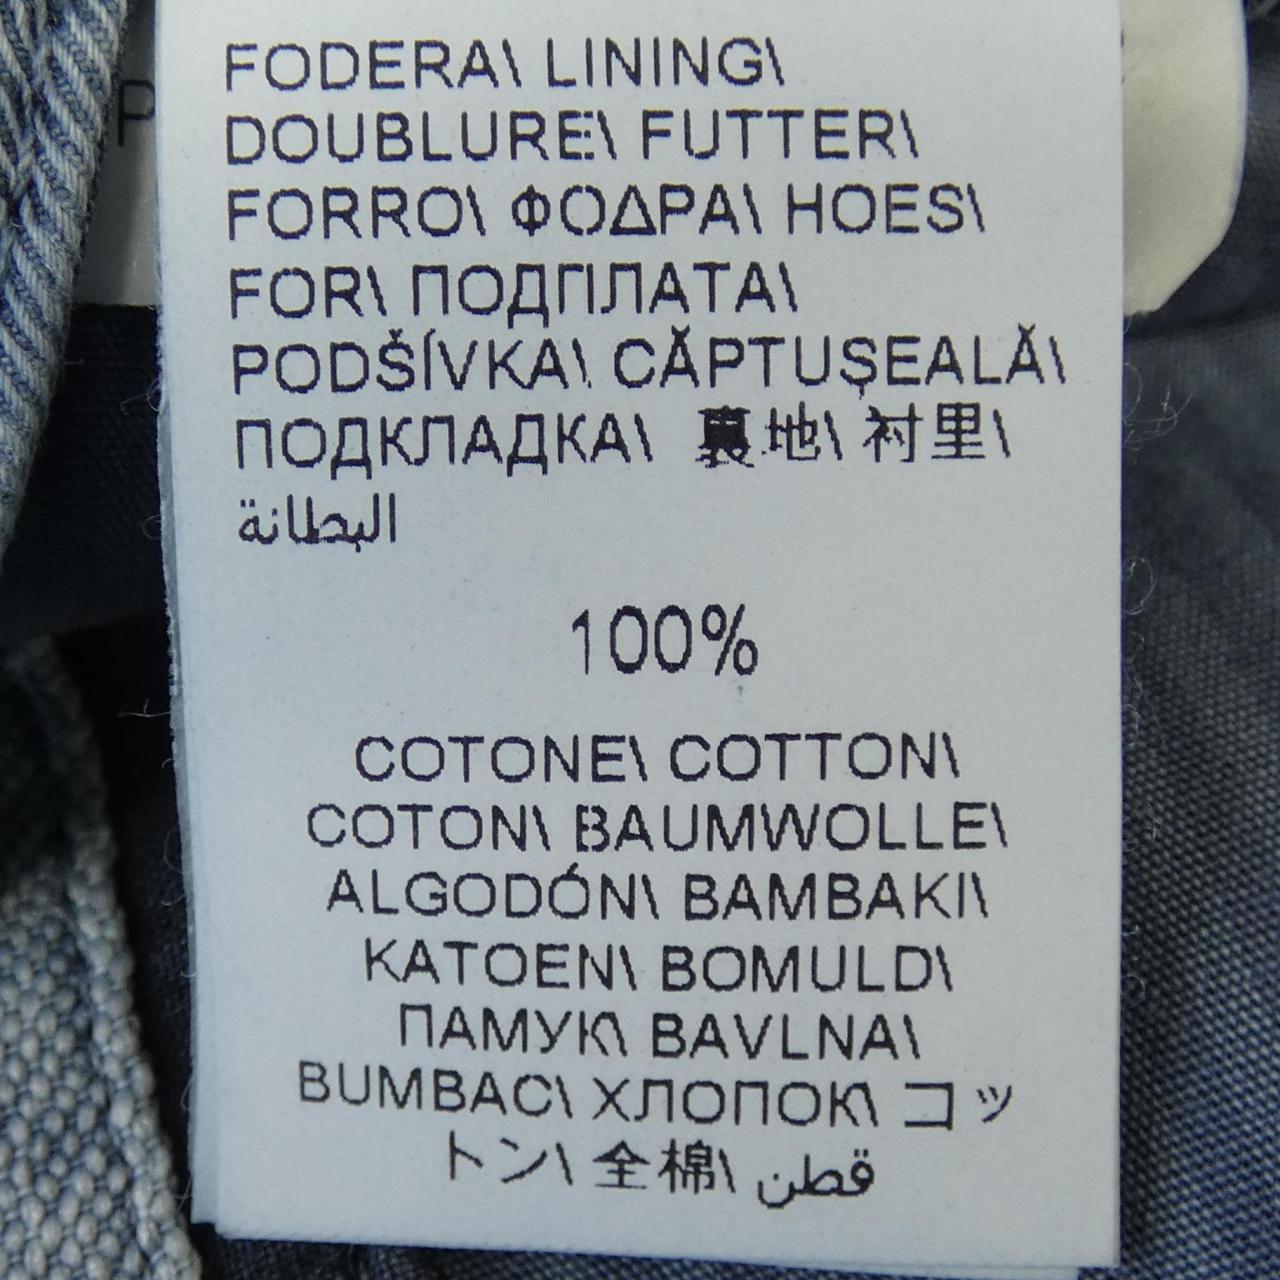 FODERA\ LINING\
DOUBLURE\ FUTTER\
FORRO\ ΦΟΔΡΑ\ HOES\
FOR\ ПОДПЛАТА\
PODŠÍVKA\ CĂPTUŞEALĂ\
ПОДКЛАДКА\ 裏地\ 衬里\
البطانة
100%
COTONE\ COTTON\
COTON\ BAUMWOLLE\
ALGODÓN\ BAMBAKI\
KATOEN\ BOMULD\
ПАМУК\ BAVLNA\
BUMBAC\ ХЛОПОК\ コッ
トン\ 全棉\ قطن